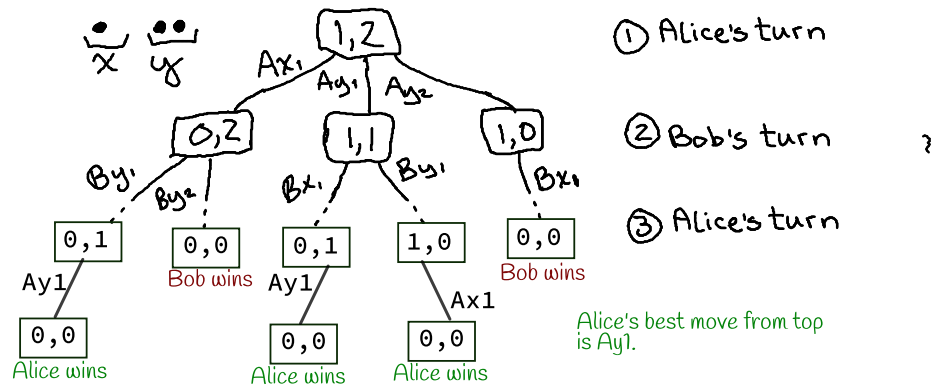 1,2
① Alice's turn
x y
Ax₁ Ay₁ Ay₂
0,2 1,1 1,0
② Bob's turn
By₁ By₂ Bx₁ By₁ Bx₁
0,1 0,0 0,1 1,0 0,0
③ Alice's turn
Bob wins Bob wins
Ay1 Ay1 Ax1
0,0 0,0 0,0
Alice wins Alice wins Alice wins
Alice's best move from top
is Ay1.